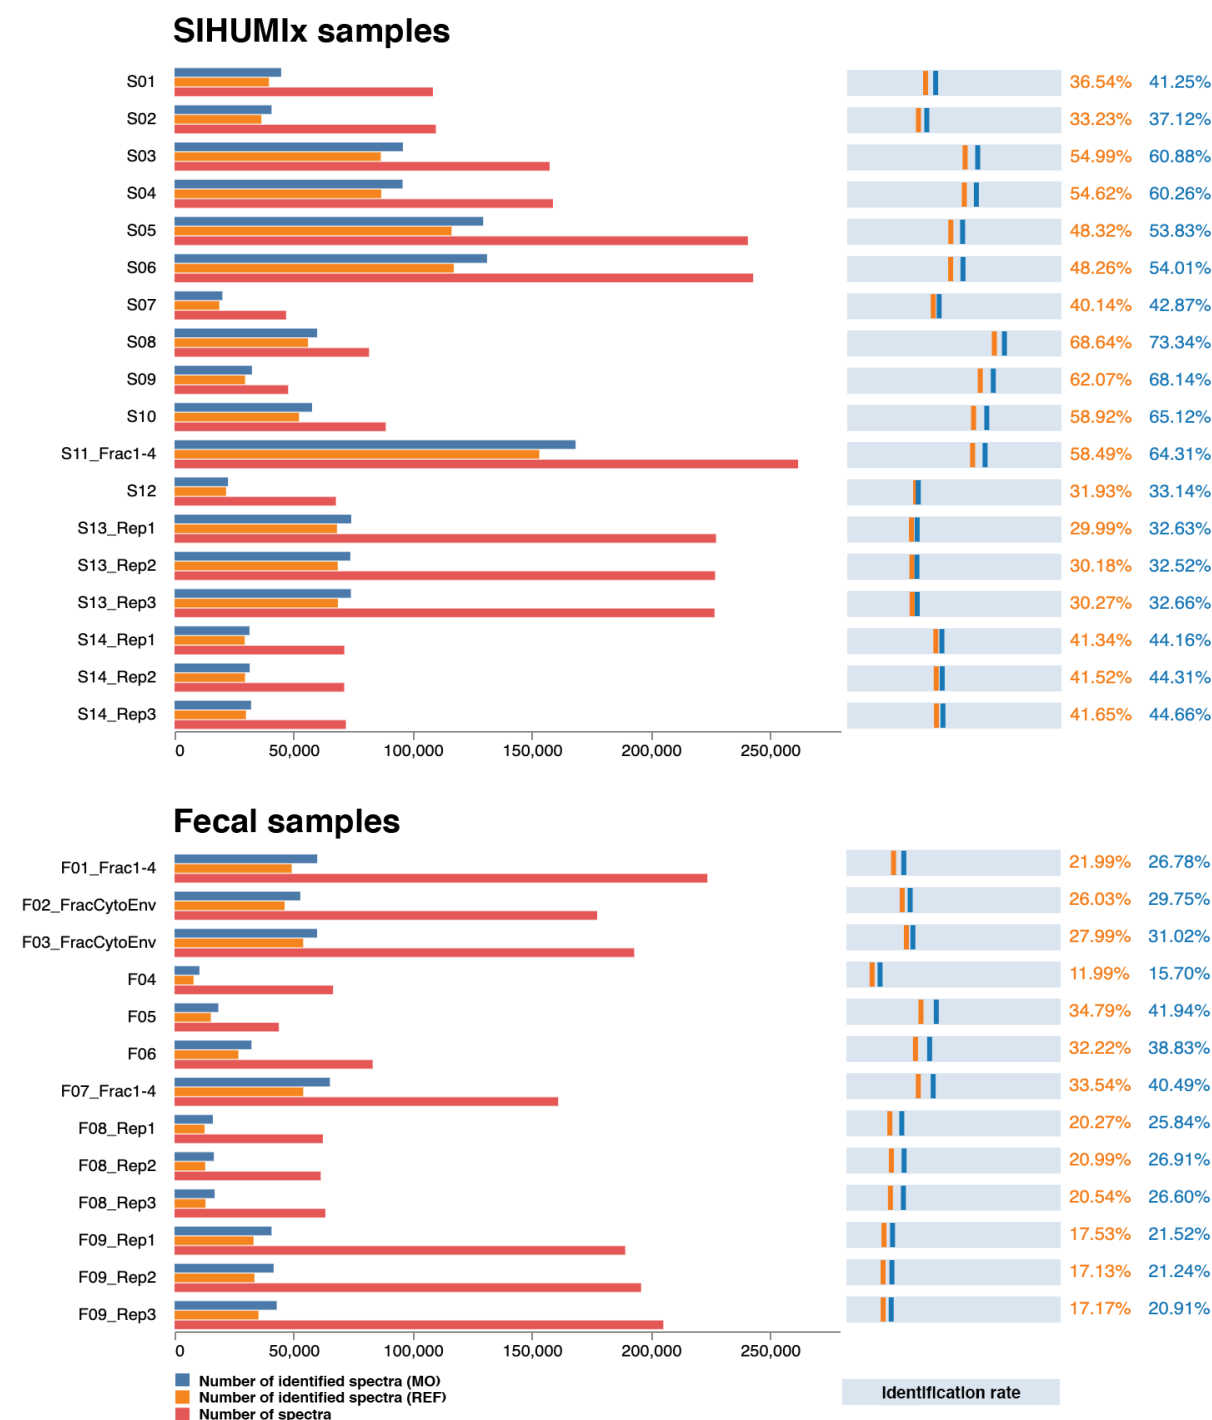 SIHUMIx samples
S01 36.54% 41.25%
S02 33.23% 37.12%
S03 54.99% 60.88%
S04 54.62% 60.26%
S05 48.32% 53.83%
S06 48.26% 54.01%
S07 40.14% 42.87%
S08 68.64% 73.34%
S09 62.07% 68.14%
S10 58.92% 65.12%
S11_Frac1-4 58.49% 64.31%
S12 31.93% 33.14%
S13_Rep1 29.99% 32.63%
S13_Rep2 30.18% 32.52%
S13_Rep3 30.27% 32.66%
S14_Rep1 41.34% 44.16%
S14_Rep2 41.52% 44.31%
S14_Rep3 41.65% 44.66%
0 50,000 100,000 150,000 200,000 250,000
Fecal samples
F01_Frac1-4 21.99% 26.78%
F02_FracCytoEnv 26.03% 29.75%
F03_FracCytoEnv 27.99% 31.02%
F04 11.99% 15.70%
F05 34.79% 41.94%
F06 32.22% 38.83%
F07_Frac1-4 33.54% 40.49%
F08_Rep1 20.27% 25.84%
F08_Rep2 20.99% 26.91%
F08_Rep3 20.54% 26.60%
F09_Rep1 17.53% 21.52%
F09_Rep2 17.13% 21.24%
F09_Rep3 17.17% 20.91%
0 50,000 100,000 150,000 200,000 250,000
Number of identified spectra (MO)
Number of identified spectra (REF)
Number of spectra
Identification rate